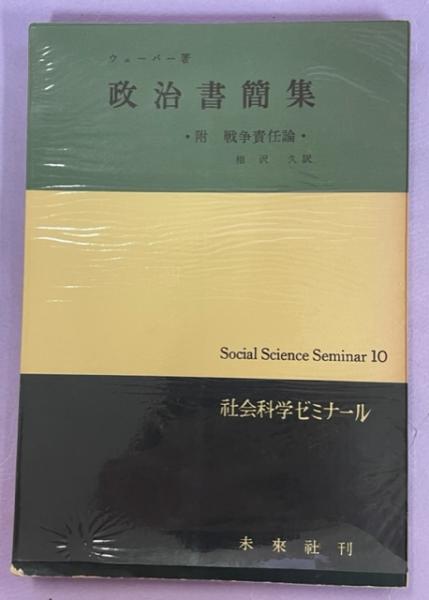 ウェーバー著
政治書簡集
・附 戦争責任論・
相沢 久訳
Social Science Seminar 10
社会科学ゼミナール
未來社刊